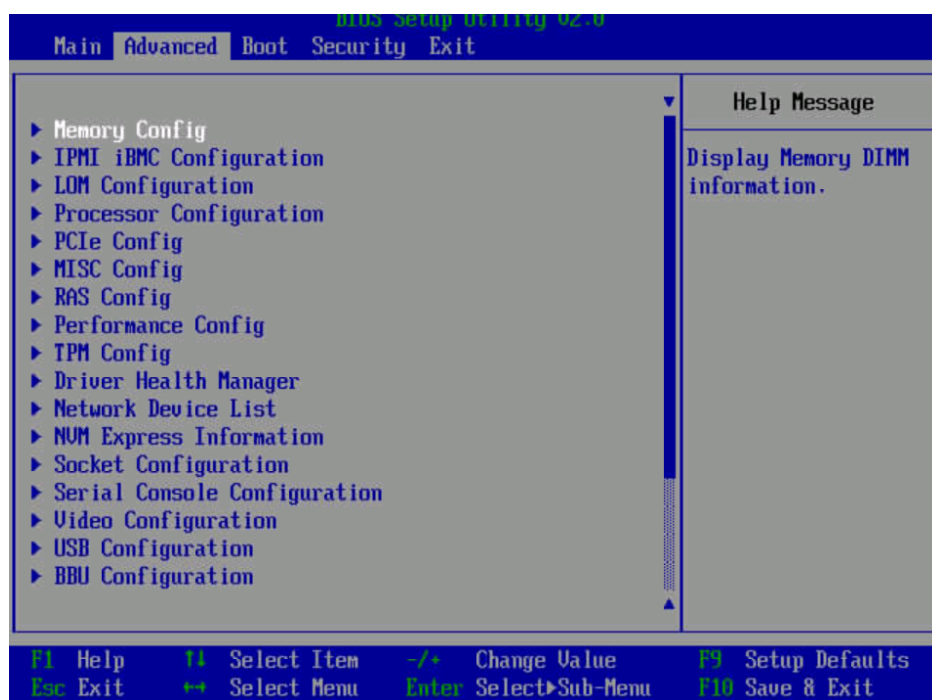 BIOS Setup Utility V2.0
Main Advanced Boot Security Exit
Help Message
Display Memory DIMM
information.
Memory Config
IPMI iBMC Configuration
LOM Configuration
Processor Configuration
PCIe Config
MISC Config
RAS Config
Performance Config
TPM Config
Driver Health Manager
Network Device List
NVM Express Information
Socket Configuration
Serial Console Configuration
Video Configuration
USB Configuration
BBU Configuration
F1 Help ↑↓ Select Item -/+ Change Value F9 Setup Defaults
Esc Exit ↔ Select Menu Enter Select▶Sub-Menu F10 Save & Exit